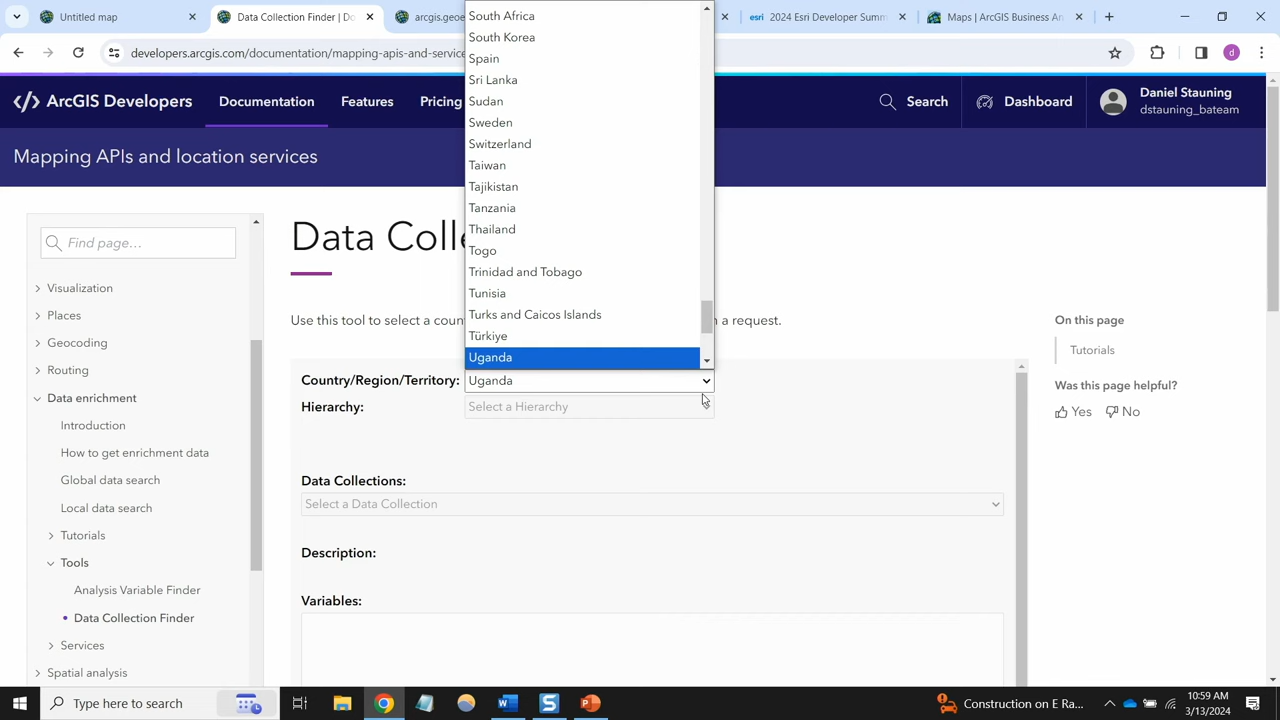 Untitled map
Data Collection Finder | Do
arcgis.geoen
esri 2024 Esri Developer Summ
Maps | ArcGIS Business An
developers.arcgis.com/documentation/mapping-apis-and-service
ArcGIS Developers
Documentation
Features
Pricing
Search
Dashboard
Daniel Stauning
dstauning_bateam
Mapping APIs and location services
Find page…
Visualization
Places
Geocoding
Routing
Data enrichment
Introduction
How to get enrichment data
Global data search
Local data search
Tutorials
Tools
Analysis Variable Finder
Data Collection Finder
Services
Spatial analysis
Data Colle
Use this tool to select a coun
n a request.
South Africa
South Korea
Spain
Sri Lanka
Sudan
Sweden
Switzerland
Taiwan
Tajikistan
Tanzania
Thailand
Togo
Trinidad and Tobago
Tunisia
Turks and Caicos Islands
Türkiye
Uganda
Country/Region/Territory: Uganda
Hierarchy: Select a Hierarchy
Data Collections:
Select a Data Collection
Description:
Variables:
On this page
Tutorials
Was this page helpful?
Yes No
Type here to search
Construction on E Ra...
10:59 AM
3/13/2024